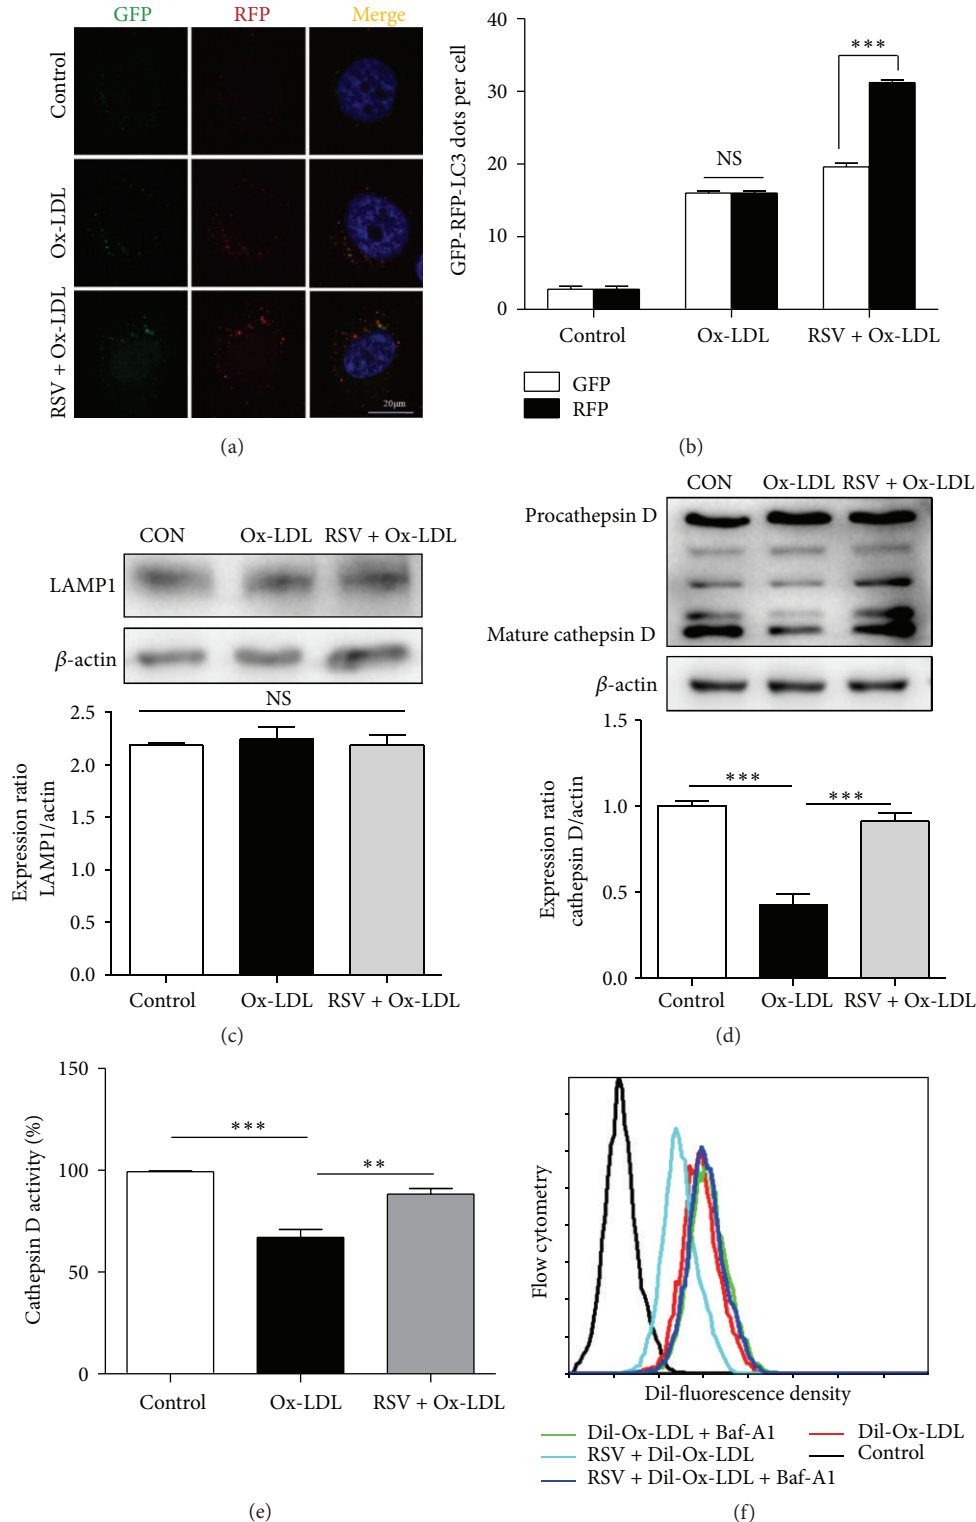 GFP RFP Merge
Control
Ox-LDL
RSV + Ox-LDL
20 μm
(a)
GFP-RFP-LC3 dots per cell
40
30
20
10
0
NS
***
Control Ox-LDL RSV + Ox-LDL
GFP
RFP
(b)
CON Ox-LDL RSV + Ox-LDL
LAMP1
β-actin
NS
Expression ratio
LAMP1/actin
2.5
2.0
1.5
1.0
0.5
0.0
Control Ox-LDL RSV + Ox-LDL
(c)
CON Ox-LDL RSV + Ox-LDL
Procathepsin D
Mature cathepsin D
β-actin
Expression ratio
cathepsin D/actin
1.5
1.0
0.5
0.0
***
***
Control Ox-LDL RSV + Ox-LDL
(d)
Cathepsin D activity (%)
150
100
50
0
***
**
Control Ox-LDL RSV + Ox-LDL
(e)
Flow cytometry
Dil-fluorescence density
Dil-Ox-LDL + Baf-A1 Dil-Ox-LDL
RSV + Dil-Ox-LDL Control
RSV + Dil-Ox-LDL + Baf-A1
(f)